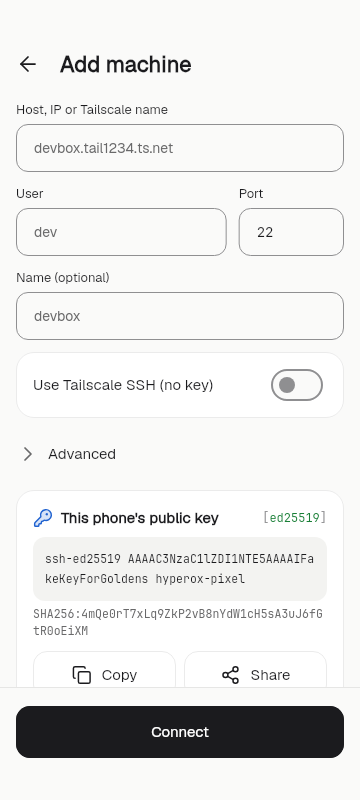 Add machine
Host, IP or Tailscale name
devbox.tail1234.ts.net
User
Port
dev
22
Name (optional)
devbox
Use Tailscale SSH (no key)
Advanced
This phone's public key
[ed25519]
ssh-ed25519 AAAAC3NzaC1lZDI1NTE5AAAAIFa
keKeyForGoldens hyperox-pixel
SHA256:4mQe0rT7xLq9ZkP2vB8nYdW1cH5sA3uJ6fG
tR0oEiXM
Copy
Share
Connect